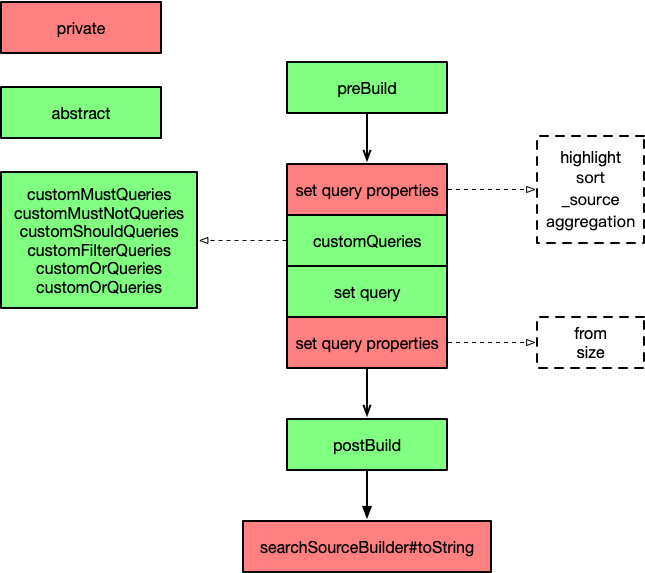 private
abstract
customMustQueries
customMustNotQueries
customShouldQueries
customFilterQueries
customOrQueries
customOrQueries
preBuild
set query properties
customQueries
set query
set query properties
postBuild
searchSourceBuilder#toString
highlight
sort
_source
aggregation
from
size